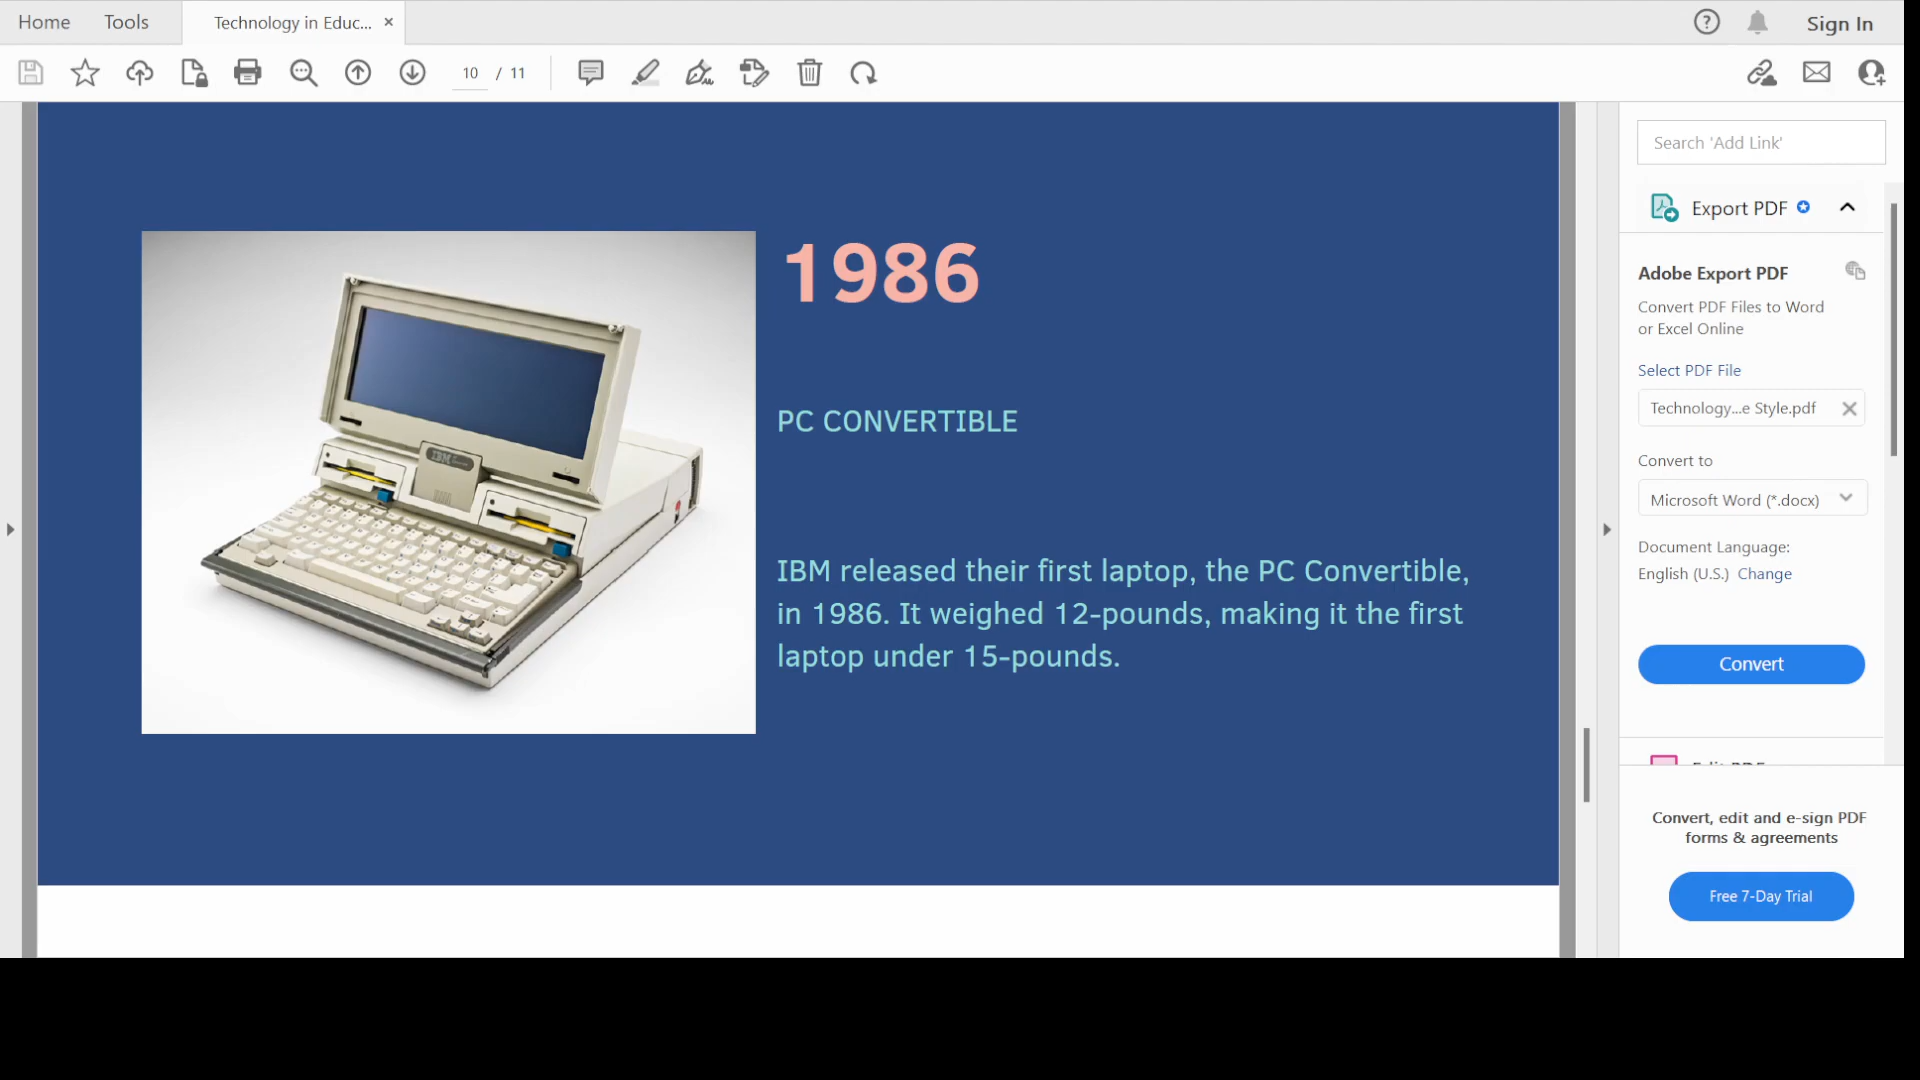 Home Tools Technology in Educ... Sign In
10 / 11
Search 'Add Link'
Export PDF
Adobe Export PDF
Convert PDF Files to Word
or Excel Online
Select PDF File
Technology...e Style.pdf
Convert to
Microsoft Word (*.docx)
Document Language:
English (U.S.) Change
Convert
Convert, edit and e-sign PDF
forms & agreements
Free 7-Day Trial
1986
PC CONVERTIBLE
IBM released their first laptop, the PC Convertible,
in 1986. It weighed 12-pounds, making it the first
laptop under 15-pounds.
IBM